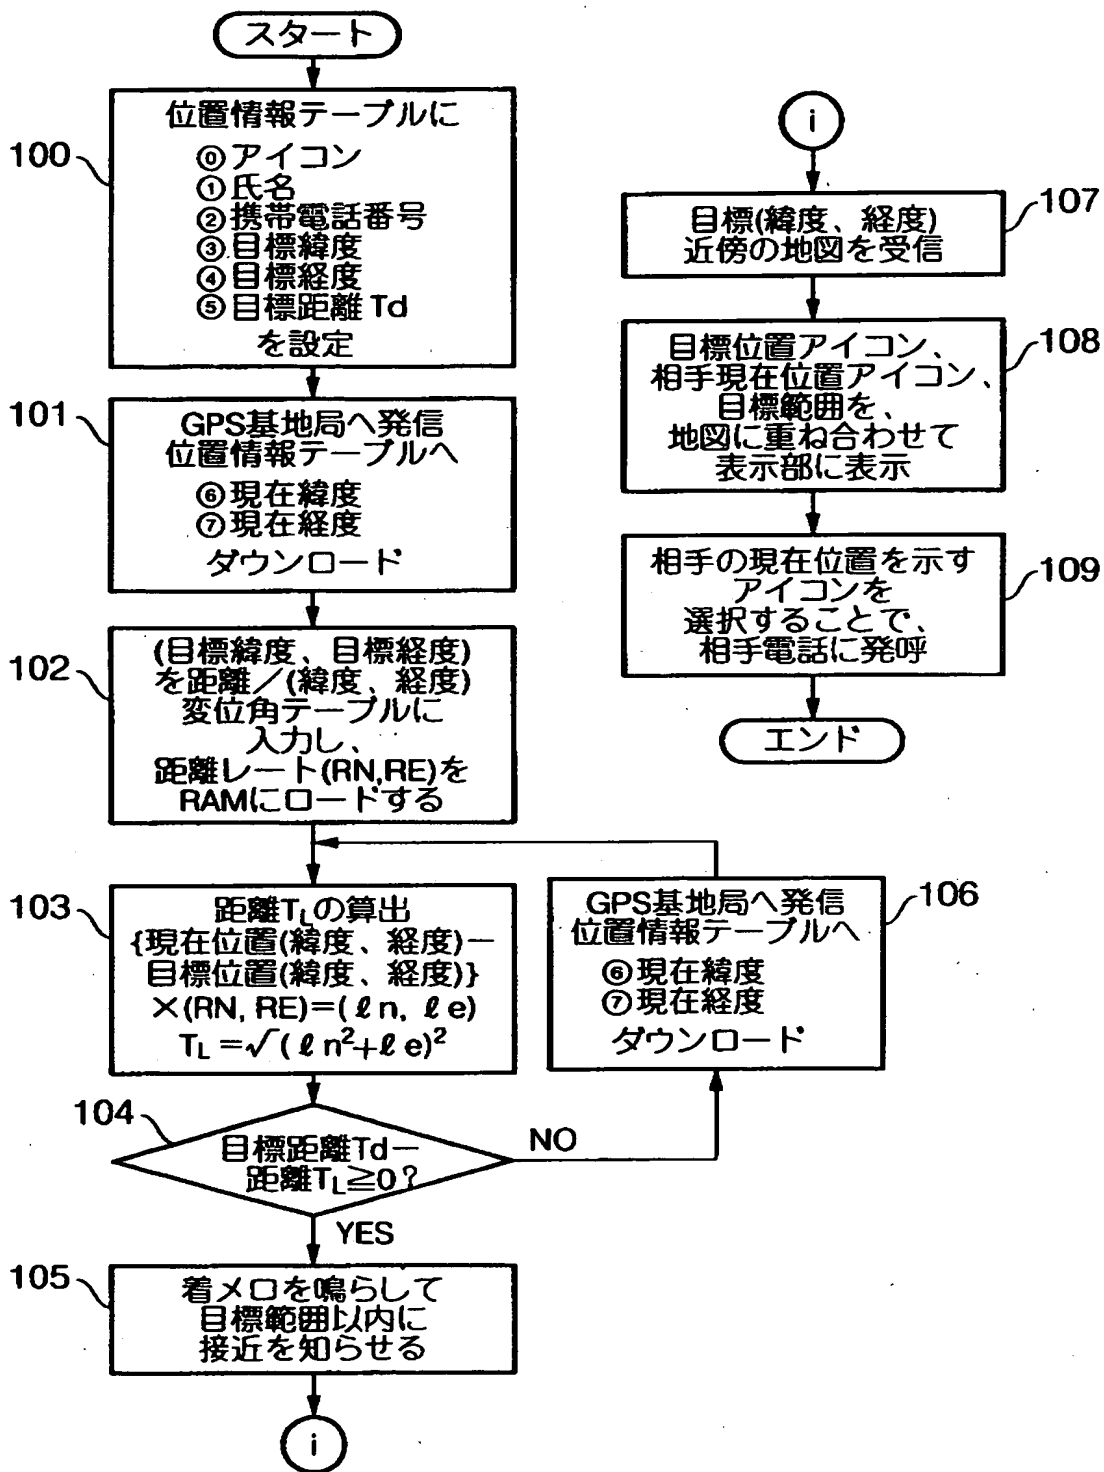 スタート
100
位置情報テーブルに
⓪アイコン
①氏名
②携帯電話番号
③目標緯度
④目標経度
⑤目標距離Td
を設定
101
GPS基地局へ発信
位置情報テーブルへ
⑥現在緯度
⑦現在経度
ダウンロード
102
(目標緯度、目標経度)
を距離／(緯度、経度)
変位角テーブルに
入力し、
距離レート(RN,RE)を
RAMにロードする
103
距離TLの算出
{現在位置(緯度、経度)−
目標位置(緯度、経度)}
×(RN, RE)=(ℓn, ℓe)
TL=√(ℓn²+ℓe)²
104
目標距離Td−
距離TL≧0?
NO
YES
106
GPS基地局へ発信
位置情報テーブルへ
⑥現在緯度
⑦現在経度
ダウンロード
105
着メロを鳴らして
目標範囲以内に
接近を知らせる
i
i
107
目標(緯度、経度)
近傍の地図を受信
108
目標位置アイコン、
相手現在位置アイコン、
目標範囲を、
地図に重ね合わせて
表示部に表示
109
相手の現在位置を示す
アイコンを
選択することで、
相手電話に発呼
エンド